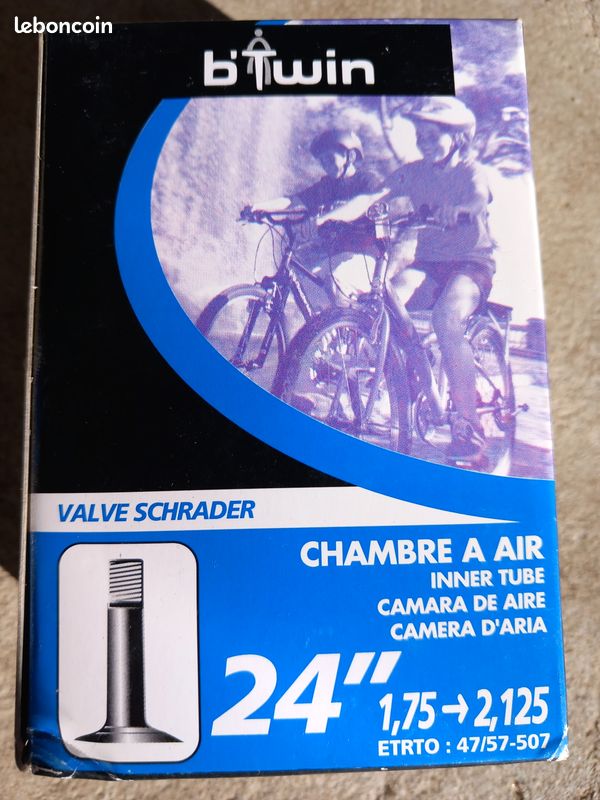 leboncoin
b'Twin
VALVE SCHRADER
CHAMBRE A AIR
INNER TUBE
CAMARA DE AIRE
CAMERA D'ARIA
24" 1,75→2,125
ETRTO : 47/57-507